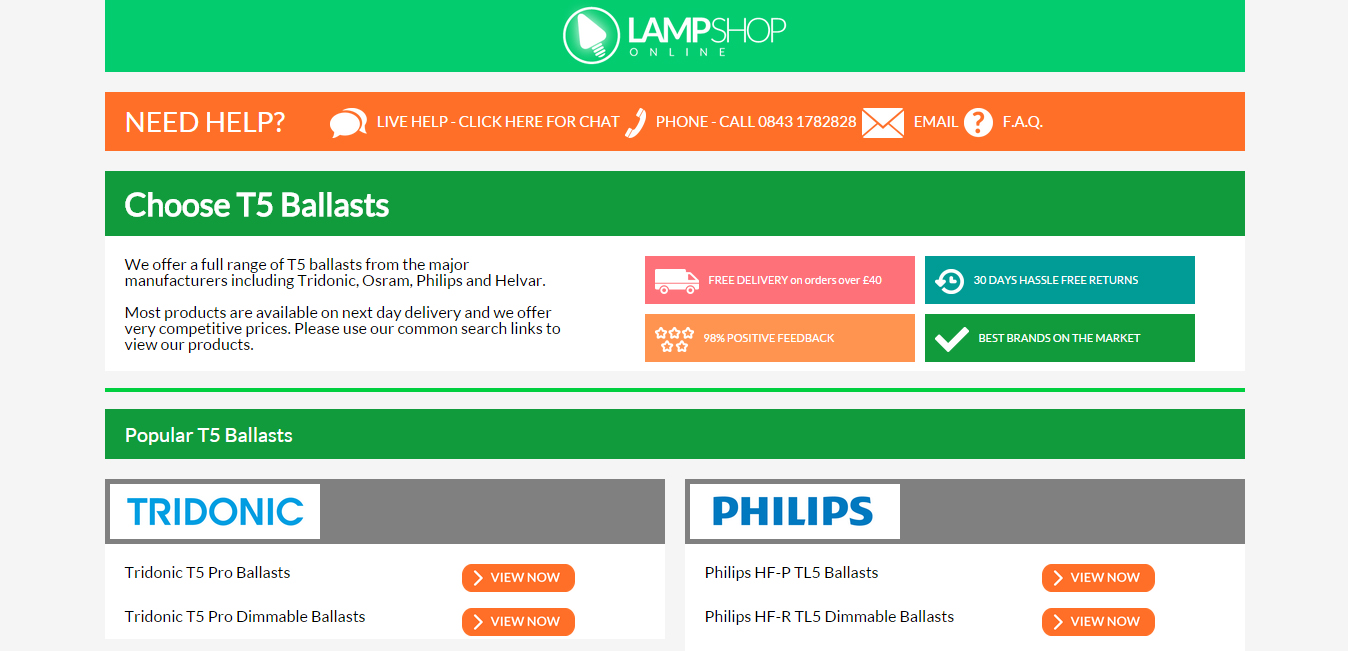 LAMPSHOP
ONLINE
NEED HELP? LIVE HELP - CLICK HERE FOR CHAT PHONE - CALL 0843 1782828 EMAIL F.A.Q.
Choose T5 Ballasts
We offer a full range of T5 ballasts from the major
manufacturers including Tridonic, Osram, Philips and Helvar.
Most products are available on next day delivery and we offer
very competitive prices. Please use our common search links to
view our products.
FREE DELIVERY on orders over £40
30 DAYS HASSLE FREE RETURNS
98% POSITIVE FEEDBACK
BEST BRANDS ON THE MARKET
Popular T5 Ballasts
TRIDONIC
Tridonic T5 Pro Ballasts VIEW NOW
Tridonic T5 Pro Dimmable Ballasts VIEW NOW
PHILIPS
Philips HF-P TL5 Ballasts VIEW NOW
Philips HF-R TL5 Dimmable Ballasts VIEW NOW